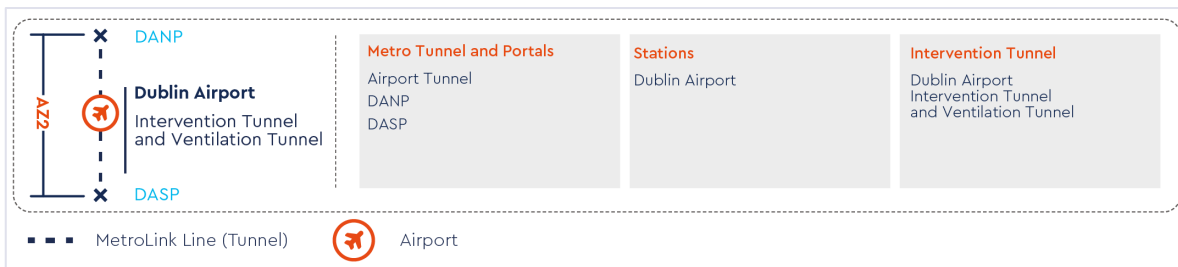 DANP
AZ2
Dublin Airport
Intervention Tunnel
and Ventilation Tunnel
DASP
Metro Tunnel and Portals
Airport Tunnel
DANP
DASP
Stations
Dublin Airport
Intervention Tunnel
Dublin Airport
Intervention Tunnel
and Ventilation Tunnel
MetroLink Line (Tunnel)
Airport